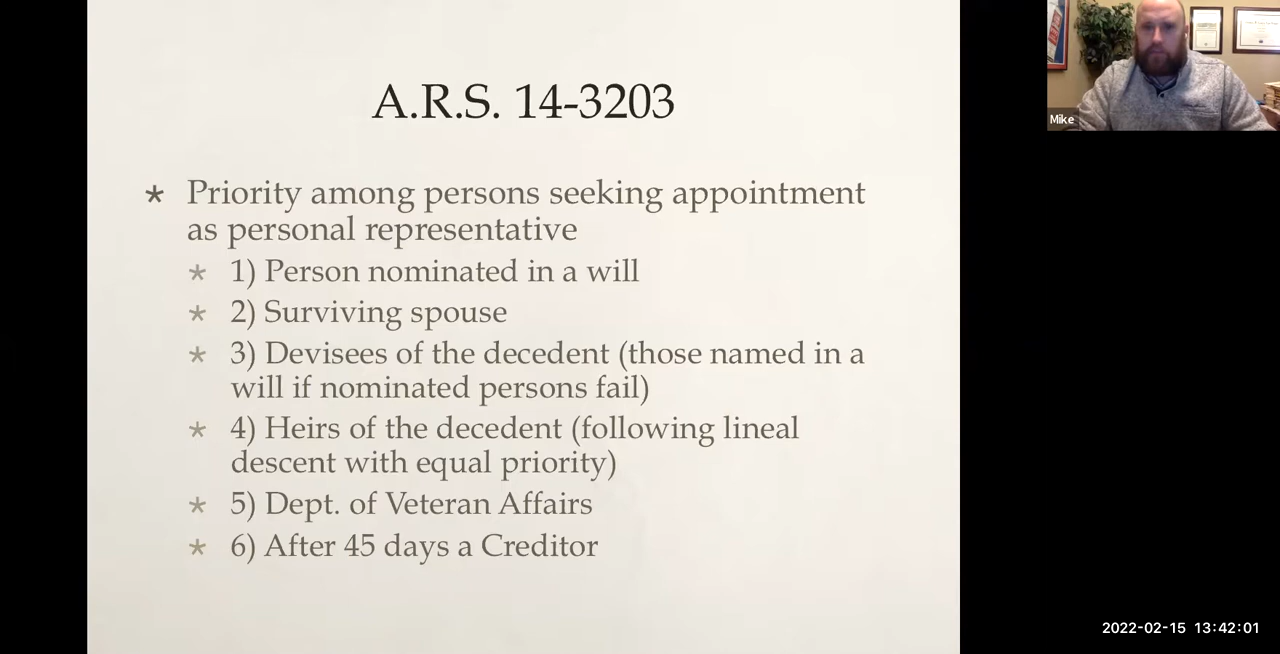 A.R.S. 14-3203
* Priority among persons seeking appointment
as personal representative
* 1) Person nominated in a will
* 2) Surviving spouse
* 3) Devisees of the decedent (those named in a
will if nominated persons fail)
* 4) Heirs of the decedent (following lineal
descent with equal priority)
* 5) Dept. of Veteran Affairs
* 6) After 45 days a Creditor
Mike
2022-02-15 13:42:01